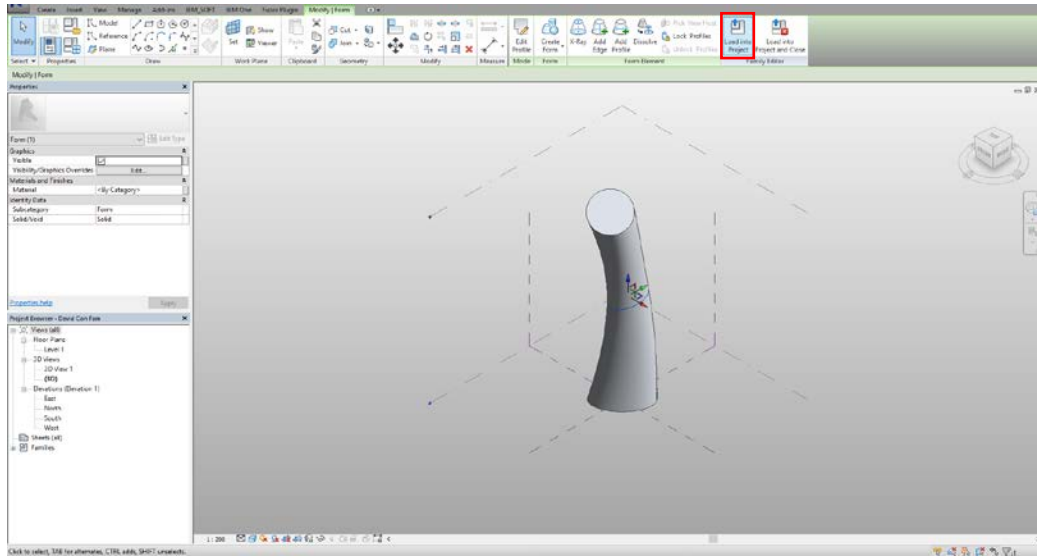 Create Insert View Manage Add-Ins Modify | Form
Modify
Model
Reference
Plane
Set
Show
Viewer
Paste
Cut
Join
Edit Profile
Create Form
X-Ray
Add Edge
Add Profile
Dissolve
Pick New Host
Lock Profiles
Unlock Profiles
Load into Project
Load into Project and Close
Select Properties Draw Work Plane Clipboard Geometry Modify Measure Mode Form Form Element Family Editor
Modify | Form
Properties
Form (1) Edit Type
Graphics
Visible
Visibility/Graphics Overrides Edit...
Materials and Finishes
Material <By Category>
Identity Data
Subcategory Form
Solid/Void Solid
Properties help Apply
Views (all)
Floor Plans
Level 1
3D Views
3D View 1
{3D}
Elevations (Elevation 1)
East
North
South
West
Sheets (all)
Families
1 : 200
Click to select, TAB for alternates, CTRL adds, SHIFT unselects.